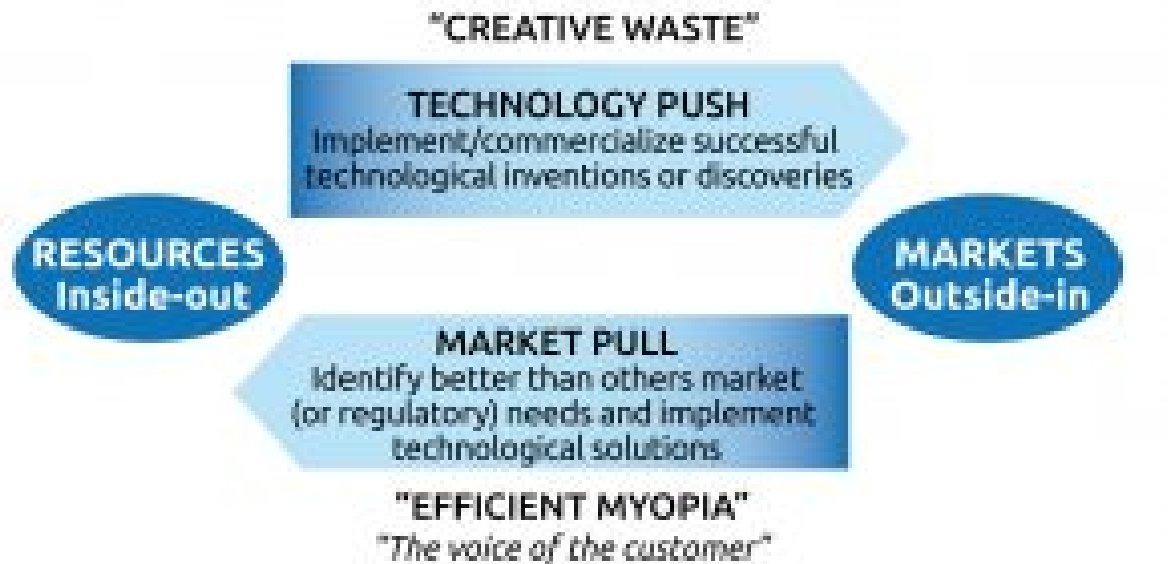 "CREATIVE WASTE"
TECHNOLOGY PUSH
Implement/commercialize successful
technological inventions or discoveries
RESOURCES
Inside-out
MARKETS
Outside-in
MARKET PULL
Identify better than others market
(or regulatory) needs and implement
technological solutions
"EFFICIENT MYOPIA"
"The voice of the customer"